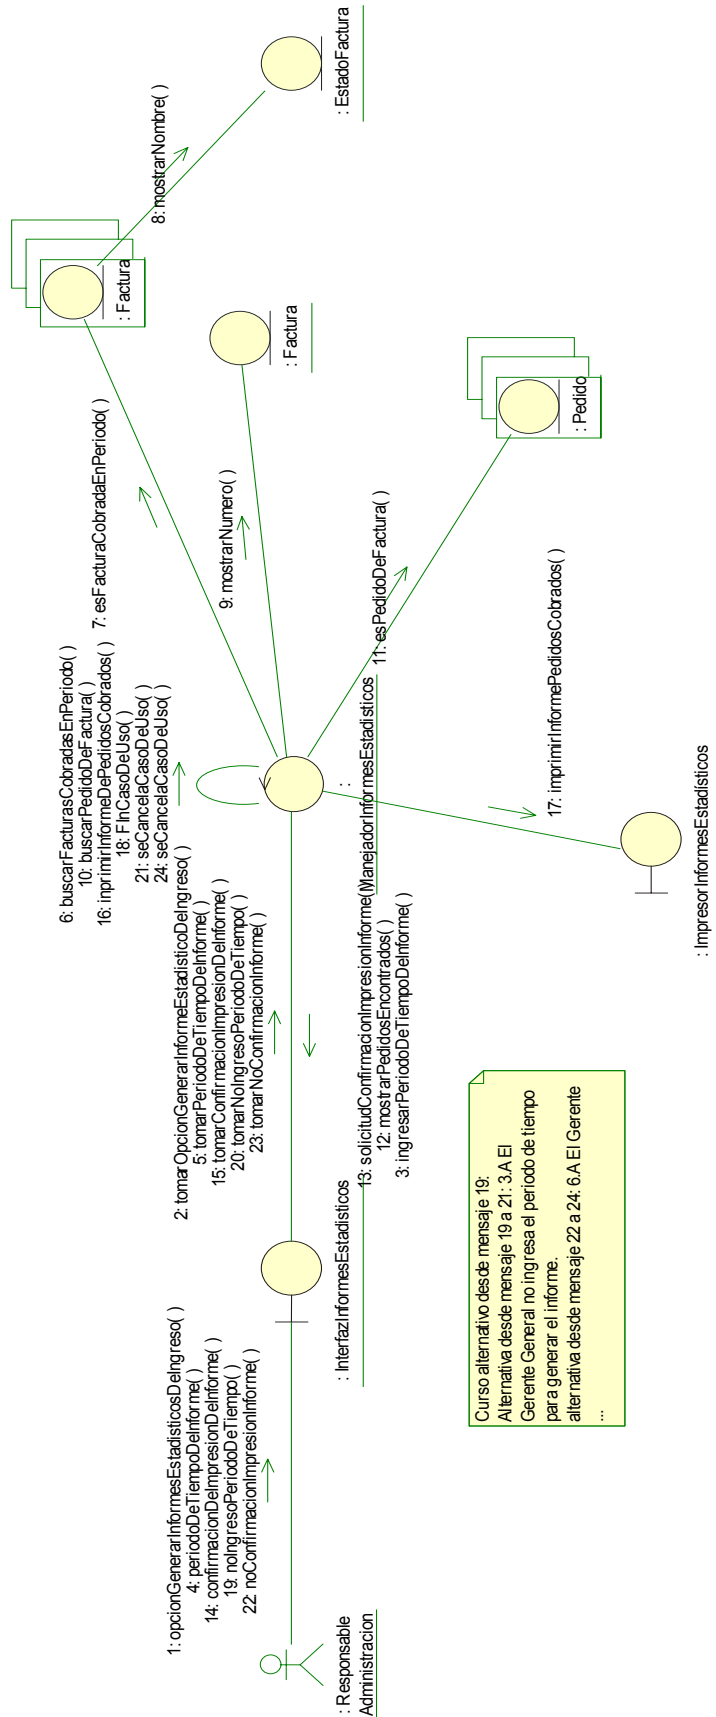 : Responsable
Administracion
1: opcionGenerarInformesEstadisticosDeIngreso( )
4: periodoDeTiempoDeInforme( )
14: confirmacionDeImpresionDeInforme( )
19: noIngresoPeriodoDeTiempo( )
22: noConfirmacionImpresionInforme( )
: InterfazInformesEstadisticos
2: tomarOpcionGenerarInformeEstadisticoDeIngreso( )
5: tomarPeriodoDeTiempoDeInforme( )
15: tomarConfirmacionImpresionDeInforme( )
20: tomarNoIngresoPeriodoDeTiempo( )
23: tomarNoConfirmacionInforme( )
13: solicitudConfirmacionImpresionInforme( )
12: mostrarPedidosEncontrados( )
3: ingresarPeriodoDeTiempoDeInforme( )
:
ManejadorInformesEstadisticos
6: buscarFacturasCobradasEnPeriodo( )
10: buscarPedidoDeFactura( )
16: inprimirInformeDePedidosCobrados( )
18: FInCasoDeUso( )
21: seCancelaCasoDeUso( )
24: seCancelaCasoDeUso( )
7: esFacturaCobradaEnPeriodo( )
: Factura
8: mostrarNombre( )
: EstadoFactura
9: mostrarNumero( )
: Factura
11: esPedidoDeFactura( )
: Pedido
17: imprimirInformePedidosCobrados( )
: ImpresorInformesEstadisticos
Curso alternativo desde mensaje 19:
Alternativa desde mensaje 19 a 21: 3.A El
Gerente General no ingresa el periodo de tiempo
para generar el informe.
alternativa desde mensaje 22 a 24: 6.A El Gerente
...